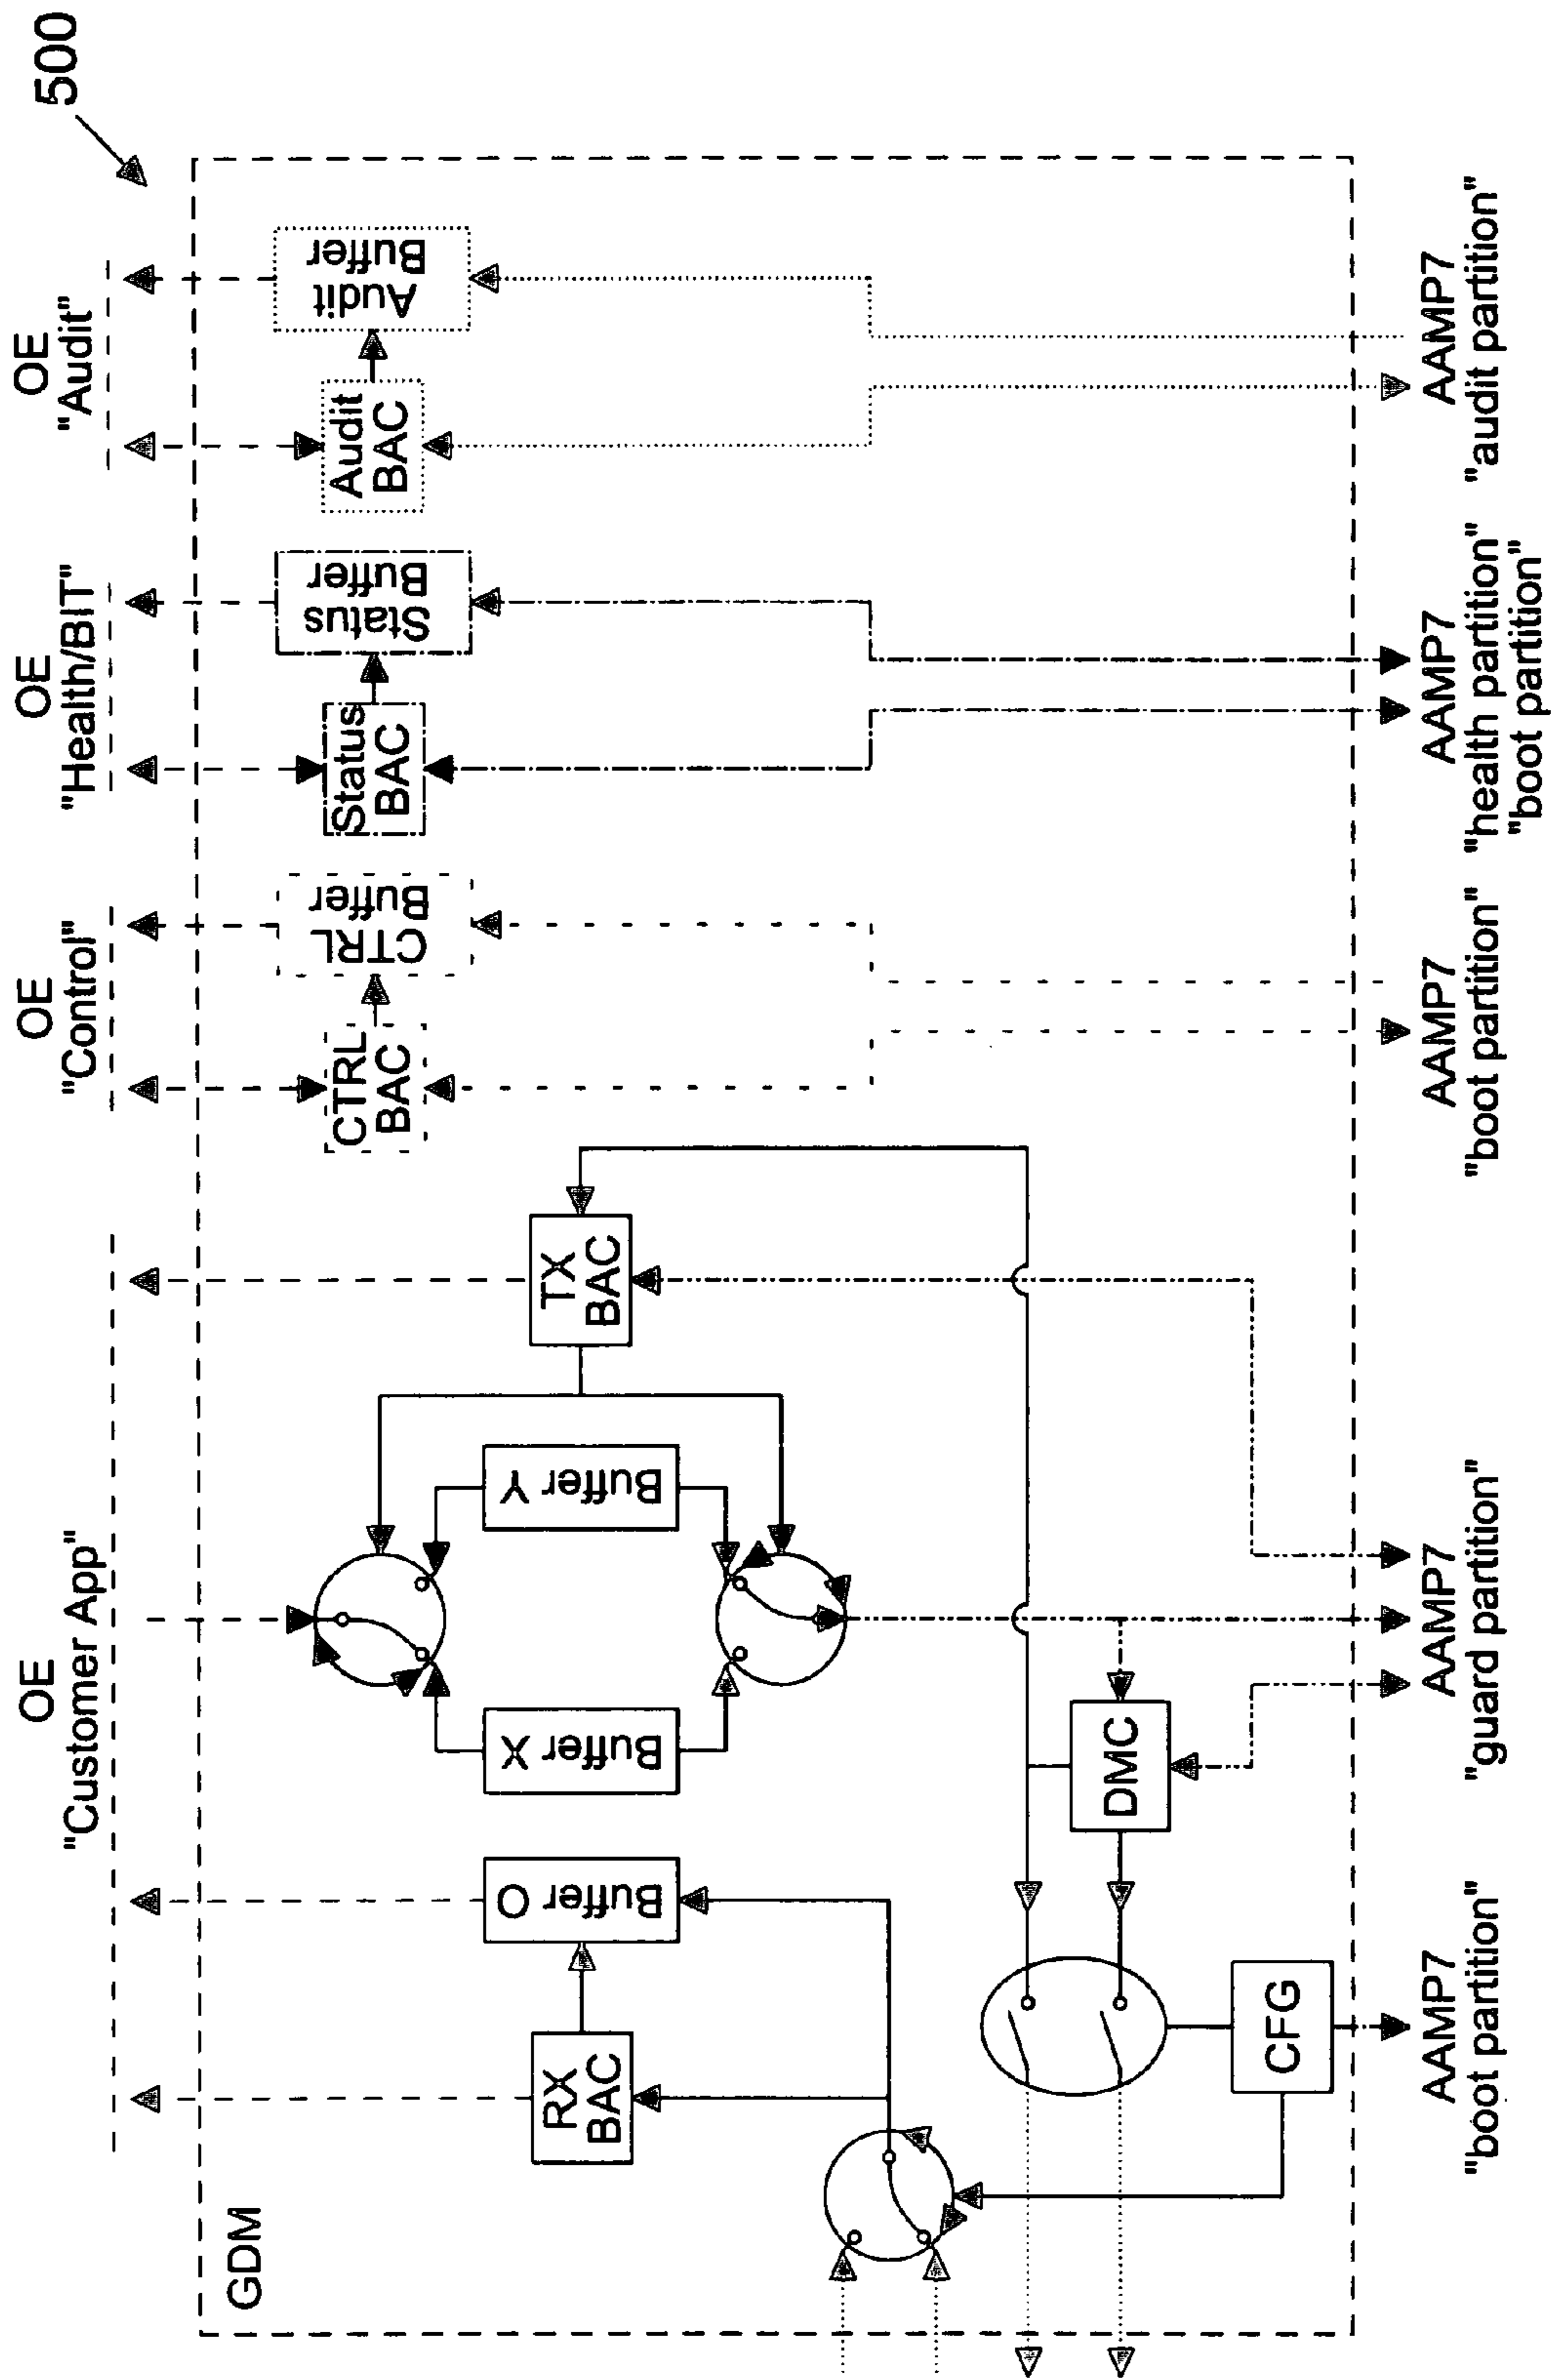 500
OE
"Customer App"
OE
"Control"
OE
"Health/BIT"
OE
"Audit"
GDM
RX
BAC
Buffer O
Buffer X
Buffer Y
TX
BAC
CTRL
BAC
CTRL
Buffer
Status
BAC
Status
Buffer
Audit
BAC
Audit
Buffer
DMC
CFG
AAMP7
"boot partition"
AAMP7
"guard partition"
AAMP7
"boot partition"
AAMP7
"health partition"
"boot partition"
AAMP7
"audit partition"